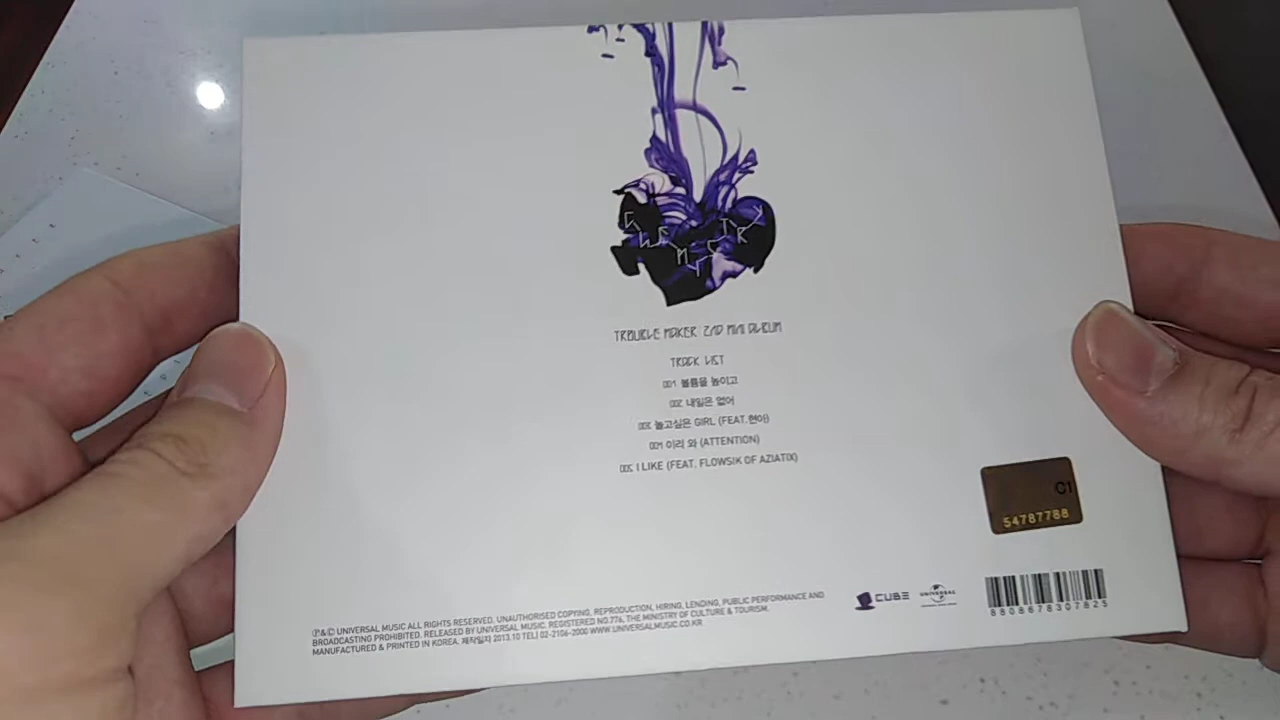 CHEMISTRY
TROUBLE MAKER 2ND MINI ALBUM
TRACK LIST
001 볼륨을 높이고
002 내일은 없어
003 놀고싶은 GIRL (FEAT.현아)
004 이리 와 (ATTENTION)
005 I LIKE (FEAT. FLOWSIK OF AZIATIX)
C1
54787788
CUBE
UNIVERSAL
8808678307825
℗&© UNIVERSAL MUSIC ALL RIGHTS RESERVED. UNAUTHORISED COPYING, REPRODUCTION, HIRING, LENDING, PUBLIC PERFORMANCE AND
BROADCASTING PROHIBITED. RELEASED BY UNIVERSAL MUSIC. REGISTERED NO.776, THE MINISTRY OF CULTURE & TOURISM.
MANUFACTURED & PRINTED IN KOREA. 제작일자 2013.10 TEL) 02-2106-2000 WWW.UNIVERSALMUSIC.CO.KR